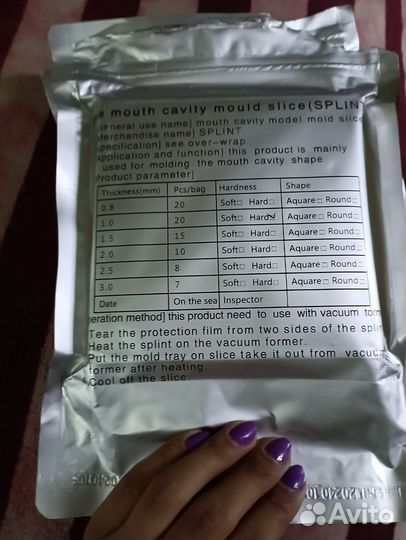 mouth cavity mould slice(SPLINT
eneral use name] mouth cavity model mold slice
Merchandise name] SPLINT
pecification] see over-wrap
pplication and function] this product is mainly
used for molding the mouth cavity shape
Product parameter]
Thickness(mm) Pcs/bag Hardness Shape
0.8 20 Soft□ Hard□ Aquare□ Round□
1.0 20 Soft□ Hard☑ Aquare□ Round□
1.5 15 Soft□ Hard□ Aquare□ Round□
2.0 10 Soft□ Hard□ Aquare□ Round□
2.5 8 Soft□ Hard□ Aquare□ Round□
3.0 7 Soft□ Hard□ Aquare□ Round□
Date On the sea Inspector
eration method] this product need to use with vacuum form
Tear the protection film from two sides of the splint
Heat the splint on the vacuum former.
Put the mold tray on slice take it out from vacuu
former after heating.
Cool off the slice.
Avito